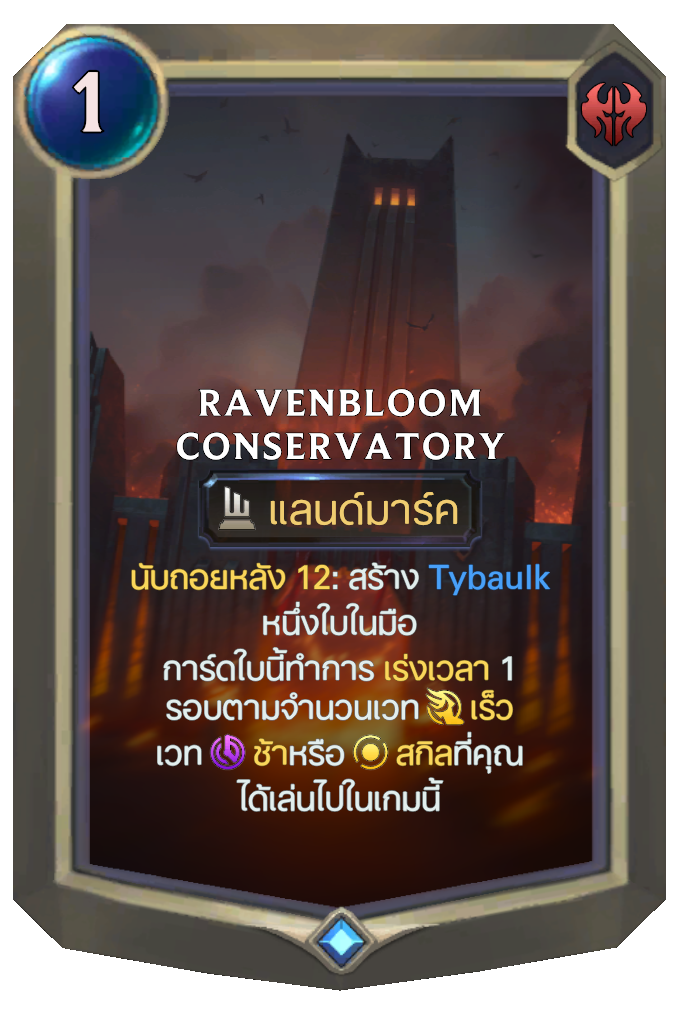 1
RAVENBLOOM
CONSERVATORY
แลนด์มาร์ค
นับถอยหลัง 12: สร้าง Tybaulk
หนึ่งใบในมือ
การ์ดใบนี้ทำการ เร่งเวลา 1
รอบตามจำนวนเวท เร็ว
เวท ช้าหรือ สกิลที่คุณ
ได้เล่นไปในเกมนี้